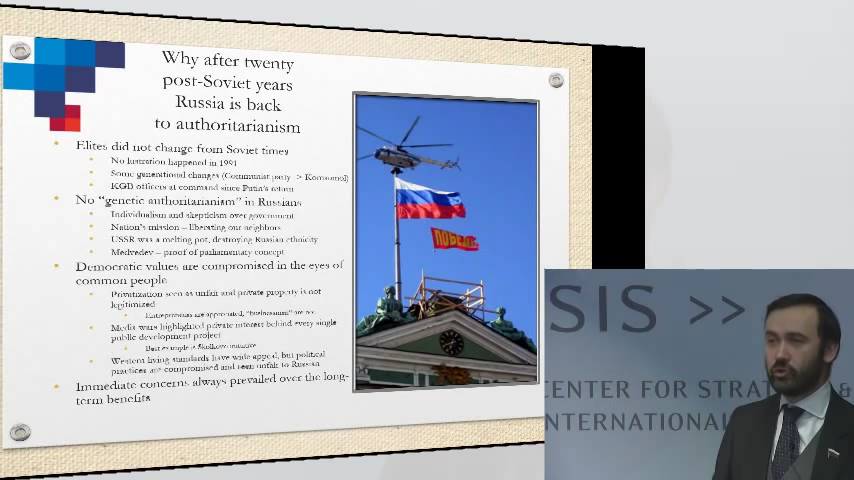 Why after twenty
post-Soviet years
Russia is back
to authoritarianism
Elites did not change from Soviet times
No lustration happened in 1991
Some generational changes (Communist party -> Komsomol)
KGB officers at command since Putin's return
No "genetic authoritarianism" in Russians
Individualism and skepticism over government
Nation's mission – liberating our neighbors
USSR was a melting pot, destroying Russian ethnicity
Medvedev – proof of parliamentary concept
Democratic values are compromised in the eyes of
common people
Privatization seen as unfair and private property is not
legitimized
Entrepreneurs are appreciated, "businessmen" are not
Media wars highlighted private interest behind every single
public development project
Best example is Skolkovo initiative
Western living standards have wide appeal, but political
practices are compromised and seen unfair to Russian
Immediate concerns always prevailed over the long-
term benefits
ПОБЕДА
SIS >>
CENTER FOR STRAT &
NTERNATIONAL